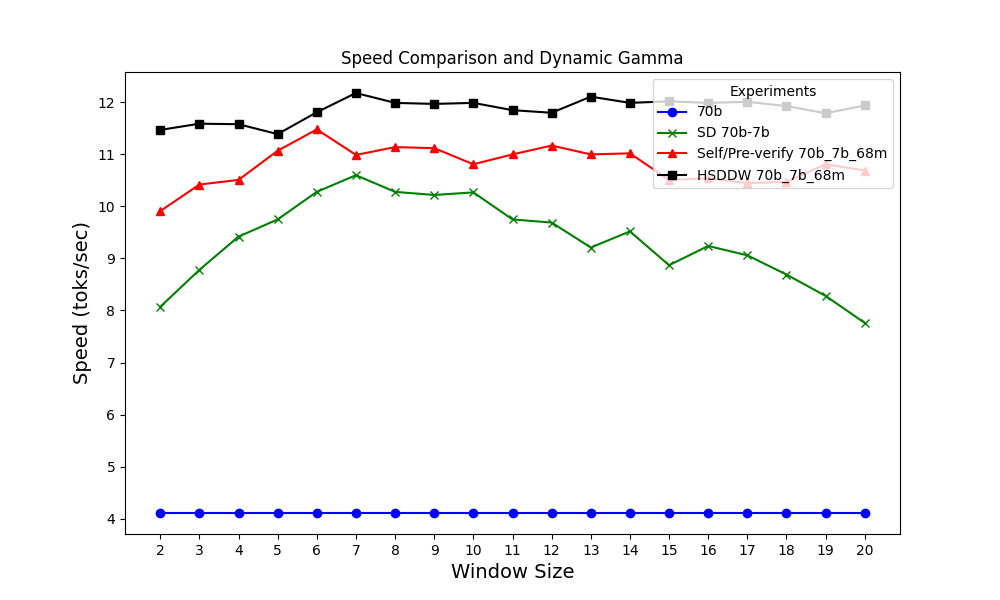 Speed Comparison and Dynamic Gamma
Experiments
70b
SD 70b-7b
Self/Pre-verify 70b_7b_68m
HSDDW 70b_7b_68m
Speed (toks/sec)
12
11
10
9
8
7
6
5
4
2 3 4 5 6 7 8 9 10 11 12 13 14 15 16 17 18 19 20
Window Size